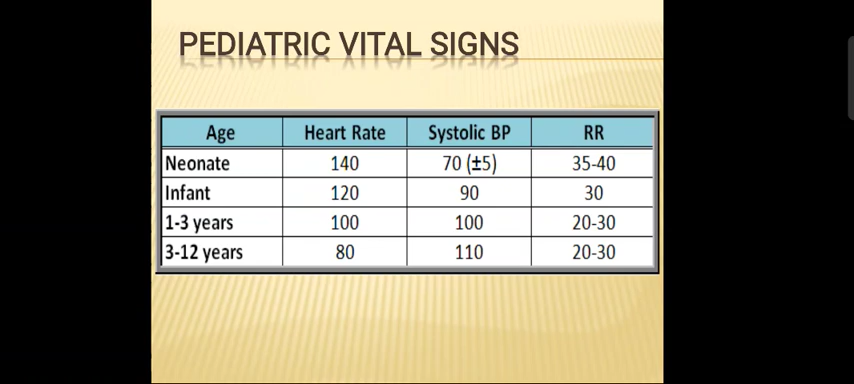 PEDIATRIC VITAL SIGNS
Age Heart Rate Systolic BP RR
Neonate 140 70 (±5) 35-40
Infant 120 90 30
1-3 years 100 100 20-30
3-12 years 80 110 20-30